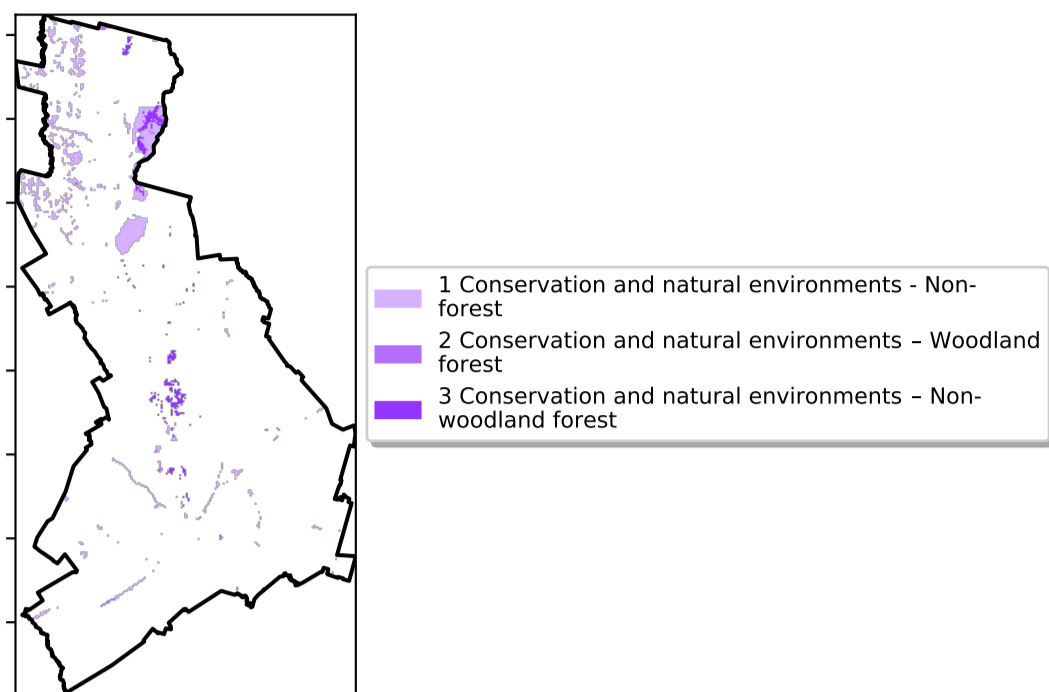 1 Conservation and natural environments - Non-
forest
2 Conservation and natural environments – Woodland
forest
3 Conservation and natural environments – Non-
woodland forest